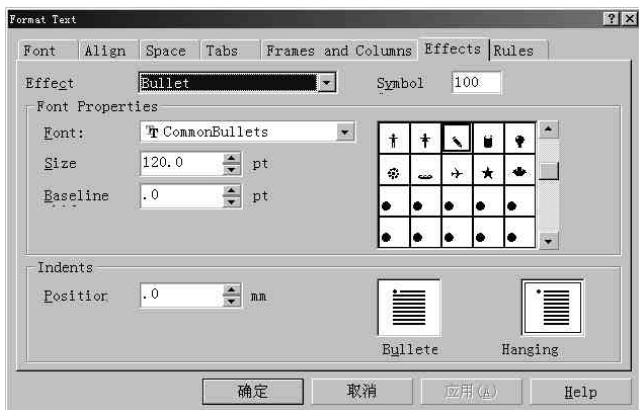 Format Text
Font Align Space Tabs Frames and Columns Effects Rules
Effect Bullet Symbol 100
Font Properties
Font: CommonBullets
Size 120.0 pt
Baseline .0 pt
Indents
Position .0 mm
Bullete Hanging
确定 取消 应用(A) Help